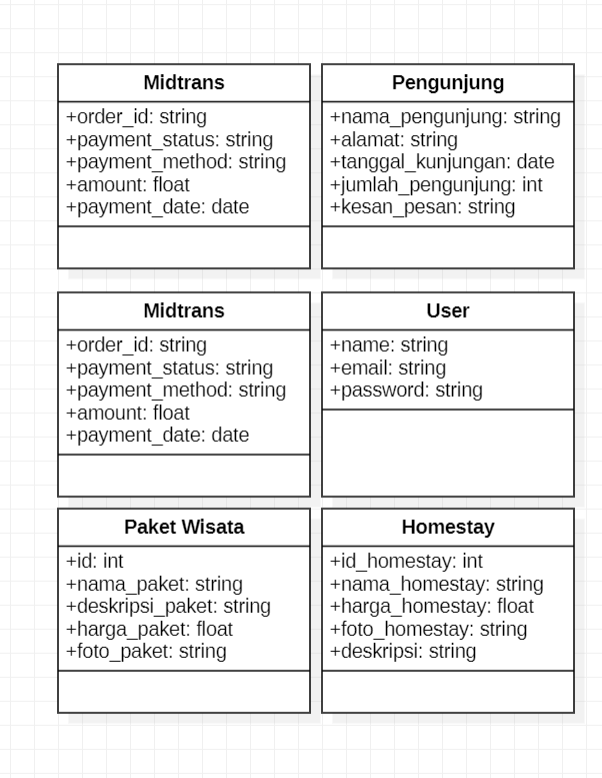 Midtrans
+order_id: string
+payment_status: string
+payment_method: string
+amount: float
+payment_date: date
Pengunjung
+nama_pengunjung: string
+alamat: string
+tanggal_kunjungan: date
+jumlah_pengunjung: int
+kesan_pesan: string
Midtrans
+order_id: string
+payment_status: string
+payment_method: string
+amount: float
+payment_date: date
User
+name: string
+email: string
+password: string
Paket Wisata
+id: int
+nama_paket: string
+deskripsi_paket: string
+harga_paket: float
+foto_paket: string
Homestay
+id_homestay: int
+nama_homestay: string
+harga_homestay: float
+foto_homestay: string
+deskripsi: string